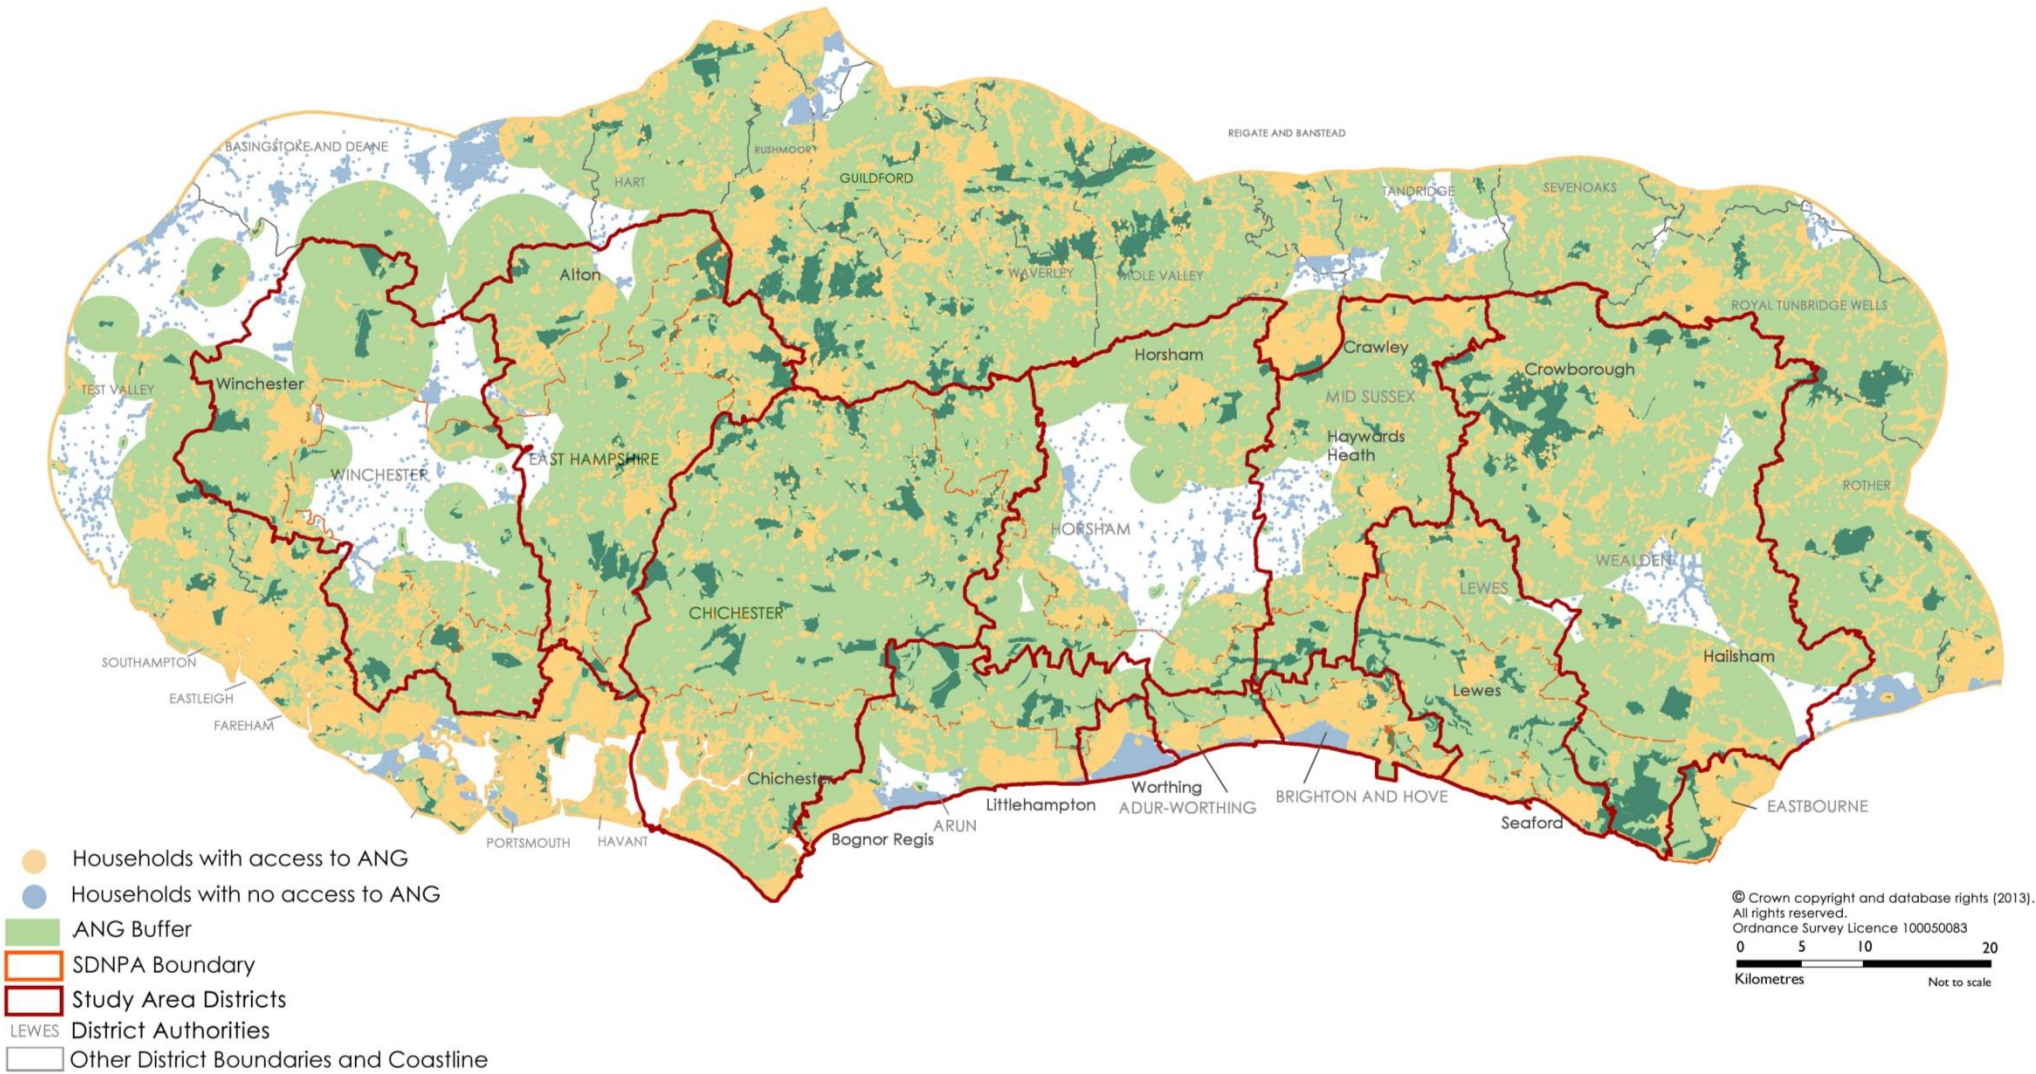 REIGATE AND BANSTEAD
BASINGSTOKE AND DEANE
RUSHMOOR
HART
GUILDFORD
TANDRIDGE
SEVENOAKS
Alton
WAVERLEY
MOLE VALLEY
ROYAL TUNBRIDGE WELLS
Horsham
Crawley
Crowborough
TEST VALLEY
Winchester
MID SUSSEX
Haywards
Heath
EAST HAMPSHIRE
WINCHESTER
ROTHER
HORSHAM
WEALDEN
LEWES
CHICHESTER
SOUTHAMPTON
Hailsham
EASTLEIGH
Lewes
FAREHAM
Chichester
Worthing
Littlehampton
ADUR-WORTHING
BRIGHTON AND HOVE
EASTBOURNE
Seaford
ARUN
Bognor Regis
PORTSMOUTH
HAVANT
Households with access to ANG
Households with no access to ANG
ANG Buffer
SDNPA Boundary
Study Area Districts
LEWES District Authorities
Other District Boundaries and Coastline
© Crown copyright and database rights (2013).
All rights reserved.
Ordnance Survey Licence 100050083
0 5 10 20
Kilometres Not to scale